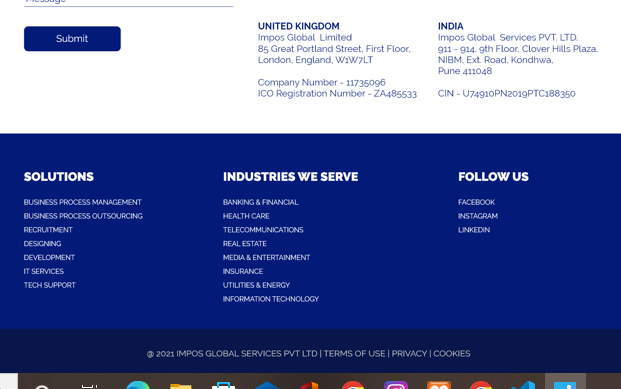 Message
Submit
UNITED KINGDOM
Impos Global Limited
85 Great Portland Street, First Floor,
London, England, W1W7LT
Company Number - 11735096
ICO Registration Number - ZA485533
INDIA
Impos Global Services PVT. LTD.
911 - 914, 9th Floor, Clover Hills Plaza,
NIBM, Ext. Road, Kondhwa,
Pune 411048
CIN - U74910PN2019PTC188350
SOLUTIONS
BUSINESS PROCESS MANAGEMENT
BUSINESS PROCESS OUTSOURCING
RECRUITMENT
DESIGNING
DEVELOPMENT
IT SERVICES
TECH SUPPORT
INDUSTRIES WE SERVE
BANKING & FINANCIAL
HEALTH CARE
TELECOMMUNICATIONS
REAL ESTATE
MEDIA & ENTERTAINMENT
INSURANCE
UTILITIES & ENERGY
INFORMATION TECHNOLOGY
FOLLOW US
FACEBOOK
INSTAGRAM
LINKEDIN
@ 2021 IMPOS GLOBAL SERVICES PVT LTD | TERMS OF USE | PRIVACY | COOKIES